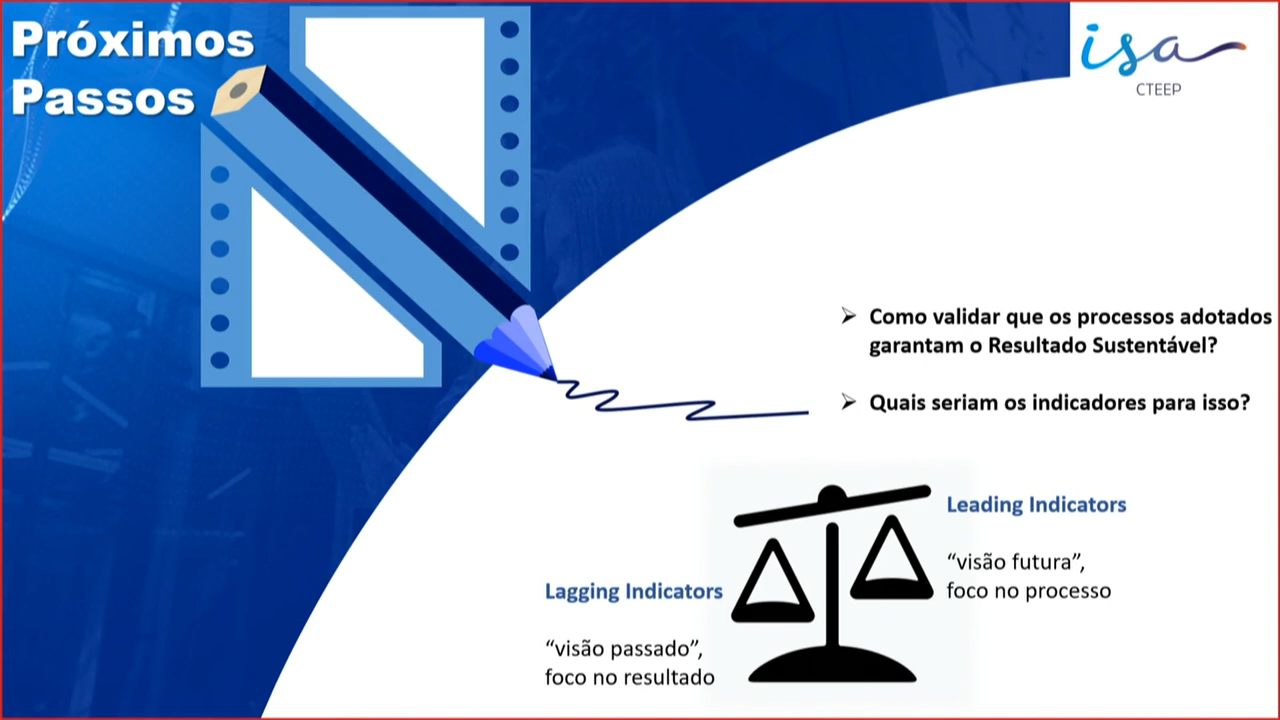 Próximos
Passos
isa
CTEEP
Como validar que os processos adotados
garantam o Resultado Sustentável?
Quais seriam os indicadores para isso?
Leading Indicators
“visão futura”,
foco no processo
Lagging Indicators
“visão passado”,
foco no resultado